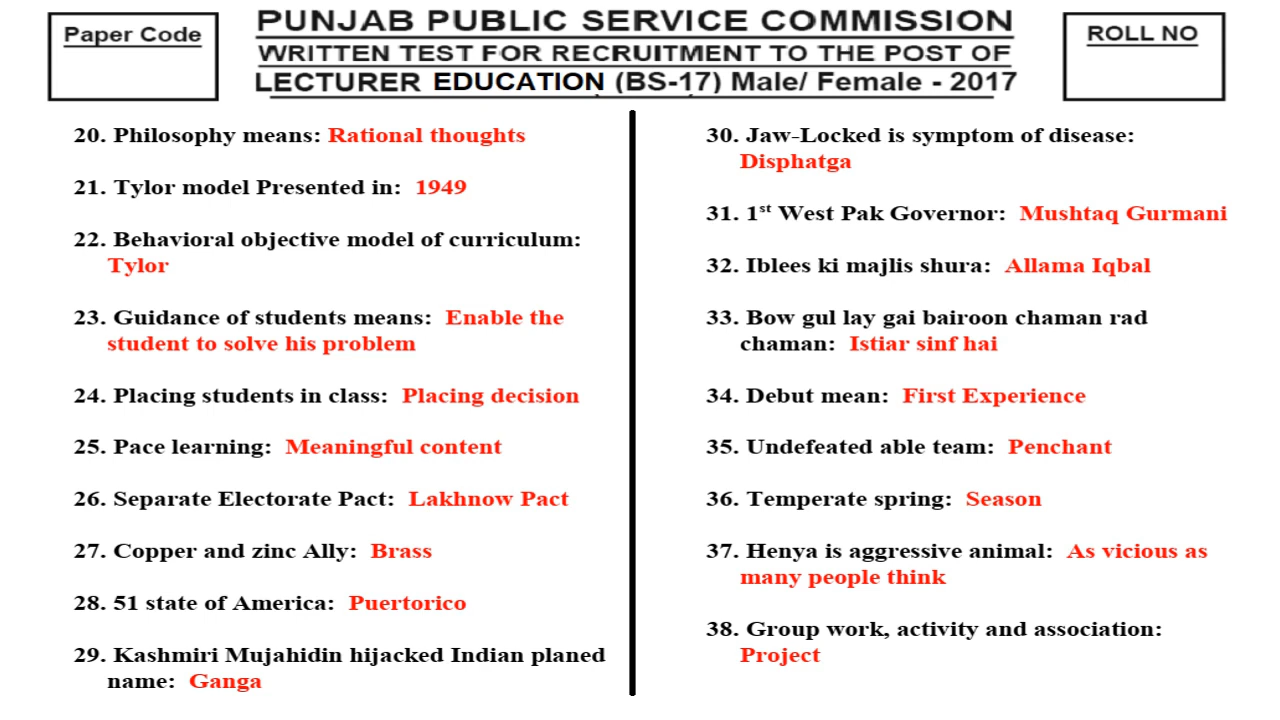 Paper Code
PUNJAB PUBLIC SERVICE COMMISSION
WRITTEN TEST FOR RECRUITMENT TO THE POST OF
LECTURER EDUCATION (BS-17) Male/ Female - 2017
ROLL NO
20. Philosophy means: Rational thoughts
21. Tylor model Presented in: 1949
22. Behavioral objective model of curriculum:
Tylor
23. Guidance of students means: Enable the
student to solve his problem
24. Placing students in class: Placing decision
25. Pace learning: Meaningful content
26. Separate Electorate Pact: Lakhnow Pact
27. Copper and zinc Ally: Brass
28. 51 state of America: Puertorico
29. Kashmiri Mujahidin hijacked Indian planed
name: Ganga
30. Jaw-Locked is symptom of disease:
Disphatga
31. 1st West Pak Governor: Mushtaq Gurmani
32. Iblees ki majlis shura: Allama Iqbal
33. Bow gul lay gai bairoon chaman rad
chaman: Istiar sinf hai
34. Debut mean: First Experience
35. Undefeated able team: Penchant
36. Temperate spring: Season
37. Henya is aggressive animal: As vicious as
many people think
38. Group work, activity and association:
Project